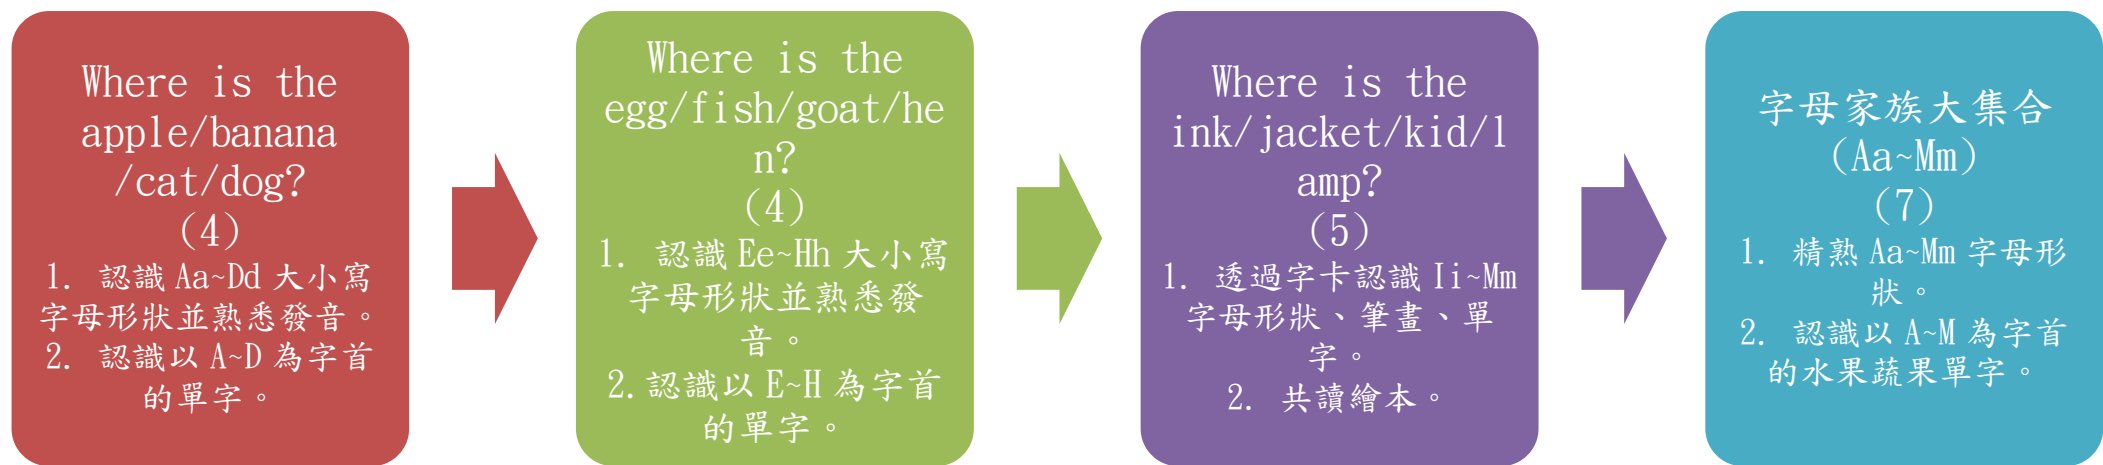 Where is the
apple/banana
/cat/dog?
(4)
1. 認識 Aa~Dd 大小寫
字母形狀並熟悉發音。
2. 認識以 A~D 為字首
的單字。
Where is the
egg/fish/goat/he
n?
(4)
1. 認識 Ee~Hh 大小寫
字母形狀並熟悉發
音。
2.認識以 E~H 為字首
的單字。
Where is the
ink/jacket/kid/l
amp?
(5)
1. 透過字卡認識 Ii~Mm
字母形狀、筆畫、單
字。
2. 共讀繪本。
字母家族大集合
(Aa~Mm)
(7)
1. 精熟 Aa~Mm 字母形
狀。
2. 認識以 A~M 為字首
的水果蔬果單字。